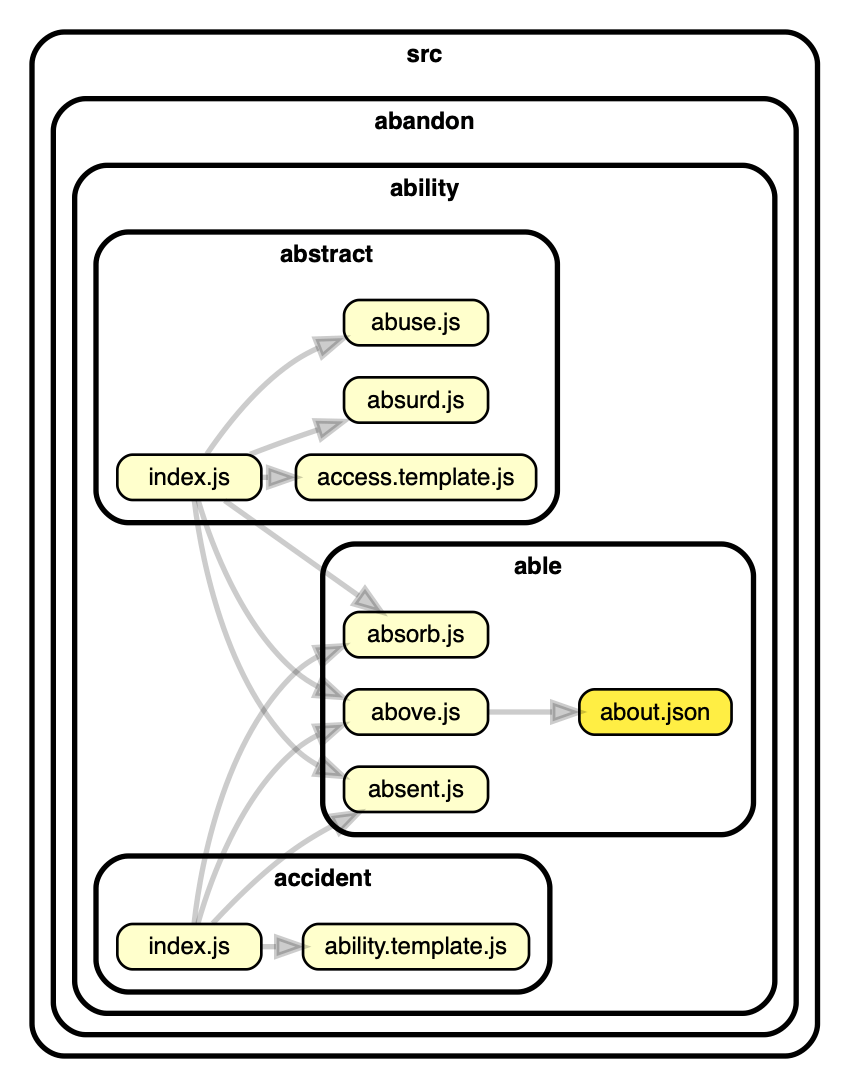 src
abandon
ability
abstract
abuse.js
absurd.js
index.js
access.template.js
able
absorb.js
above.js
about.json
absent.js
accident
index.js
ability.template.js